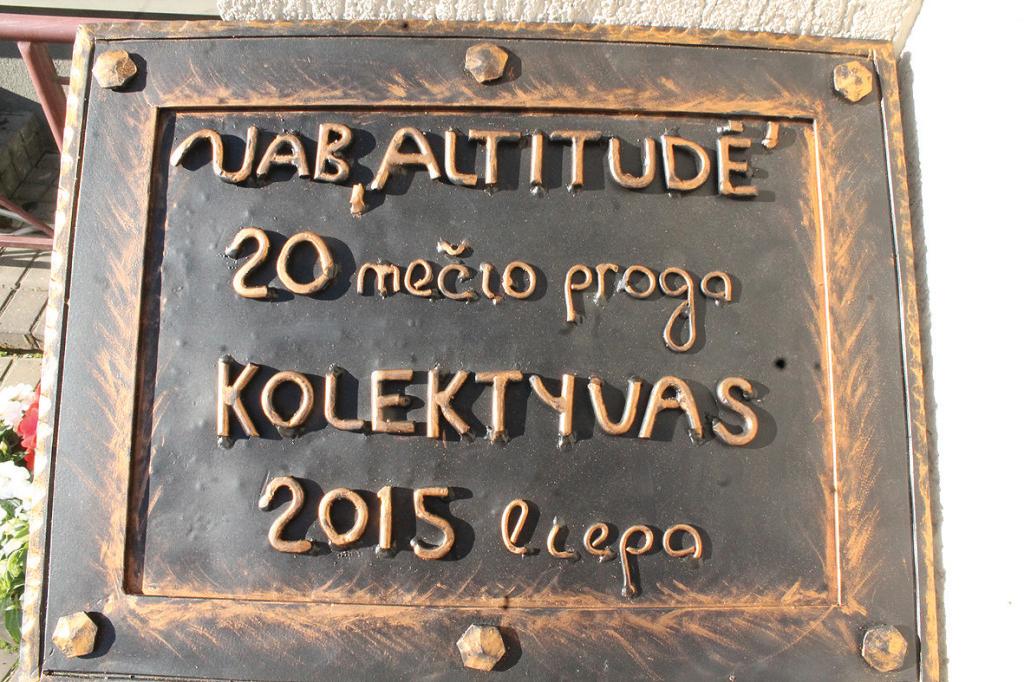 UAB „ALTITUDĖ"
20 mečio proga
KOLEKTYVAS
2015 liepa